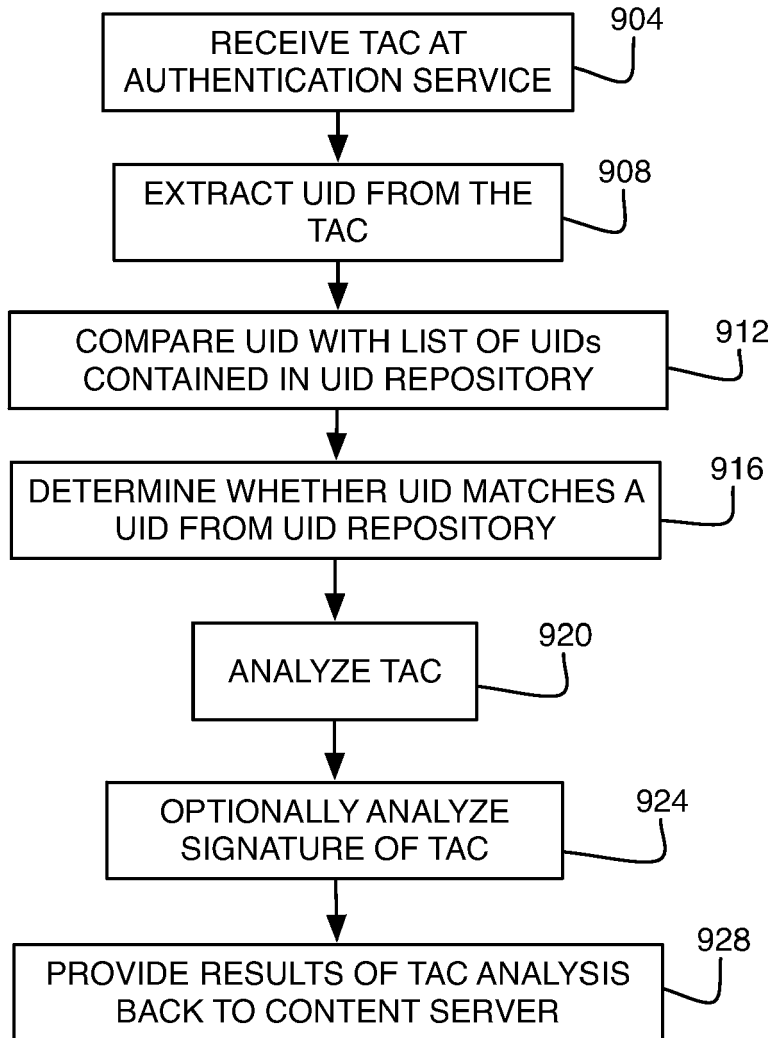 RECEIVE TAC AT
AUTHENTICATION SERVICE
904
EXTRACT UID FROM THE
TAC
908
COMPARE UID WITH LIST OF UIDs
CONTAINED IN UID REPOSITORY
912
DETERMINE WHETHER UID MATCHES A
UID FROM UID REPOSITORY
916
ANALYZE TAC
920
OPTIONALLY ANALYZE
SIGNATURE OF TAC
924
PROVIDE RESULTS OF TAC ANALYSIS
BACK TO CONTENT SERVER
928